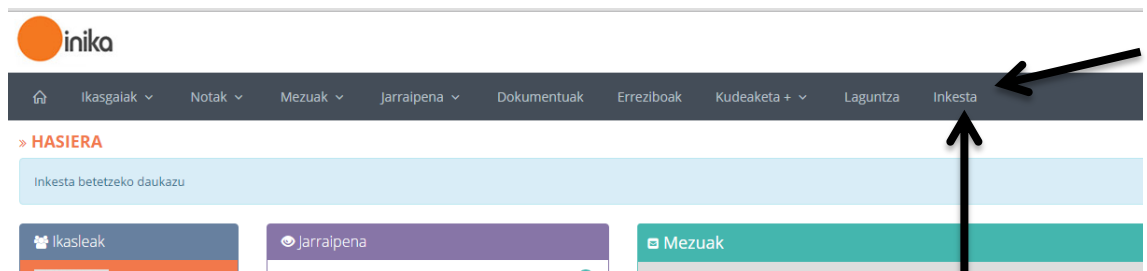 inika
Ikasgaiak Notak Mezuak Jarraipena Dokumentuak Erreziboak Kudeaketa + Laguntza Inkesta
» HASIERA
Inkesta betetzeko daukazu
Ikasleak Jarraipena Mezuak